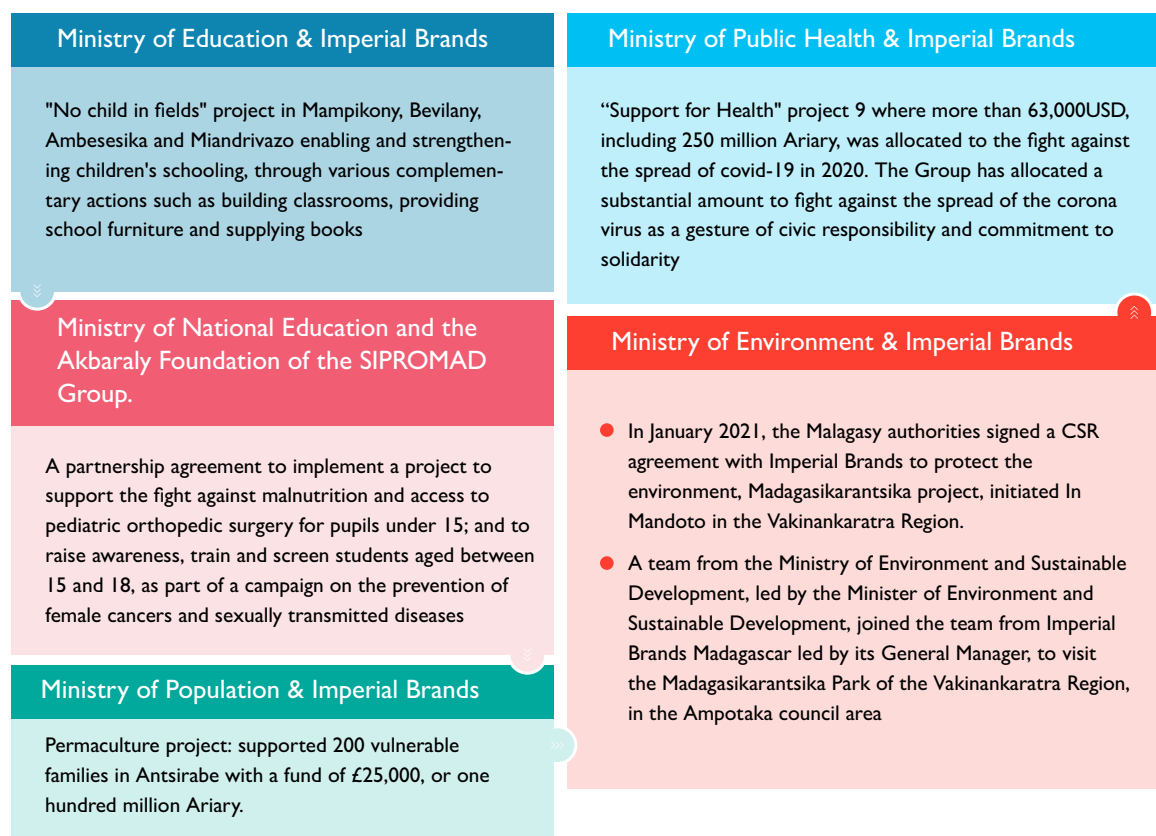 Ministry of Education & Imperial Brands
"No child in fields" project in Mampikony, Bevilany,
Ambesesika and Miandrivazo enabling and strengthen-
ing children's schooling, through various complemen-
tary actions such as building classrooms, providing
school furniture and supplying books
Ministry of National Education and the
Akbaraly Foundation of the SIPROMAD
Group.
A partnership agreement to implement a project to
support the fight against malnutrition and access to
pediatric orthopedic surgery for pupils under 15; and to
raise awareness, train and screen students aged between
15 and 18, as part of a campaign on the prevention of
female cancers and sexually transmitted diseases
Ministry of Population & Imperial Brands
Permaculture project: supported 200 vulnerable
families in Antsirabe with a fund of £25,000, or one
hundred million Ariary.
Ministry of Environment & Imperial Brands
In January 2021, the Malagasy authorities signed a CSR
agreement with Imperial Brands to protect the
environment, Madagasikarantsika project, initiated In
Mandoto in the Vakinankaratra Region.
A team from the Ministry of Environment and Sustainable
Development, led by the Minister of Environment and
Sustainable Development, joined the team from Imperial
Brands Madagascar led by its General Manager, to visit
the Madagasikarantsika Park of the Vakinankaratra Region,
in the Ampotaka council area
Ministry of Public Health & Imperial Brands
“Support for Health" project 9 where more than 63,000USD,
including 250 million Ariary, was allocated to the fight against
the spread of covid-19 in 2020. The Group has allocated a
substantial amount to fight against the spread of the corona
virus as a gesture of civic responsibility and commitment to
solidarity